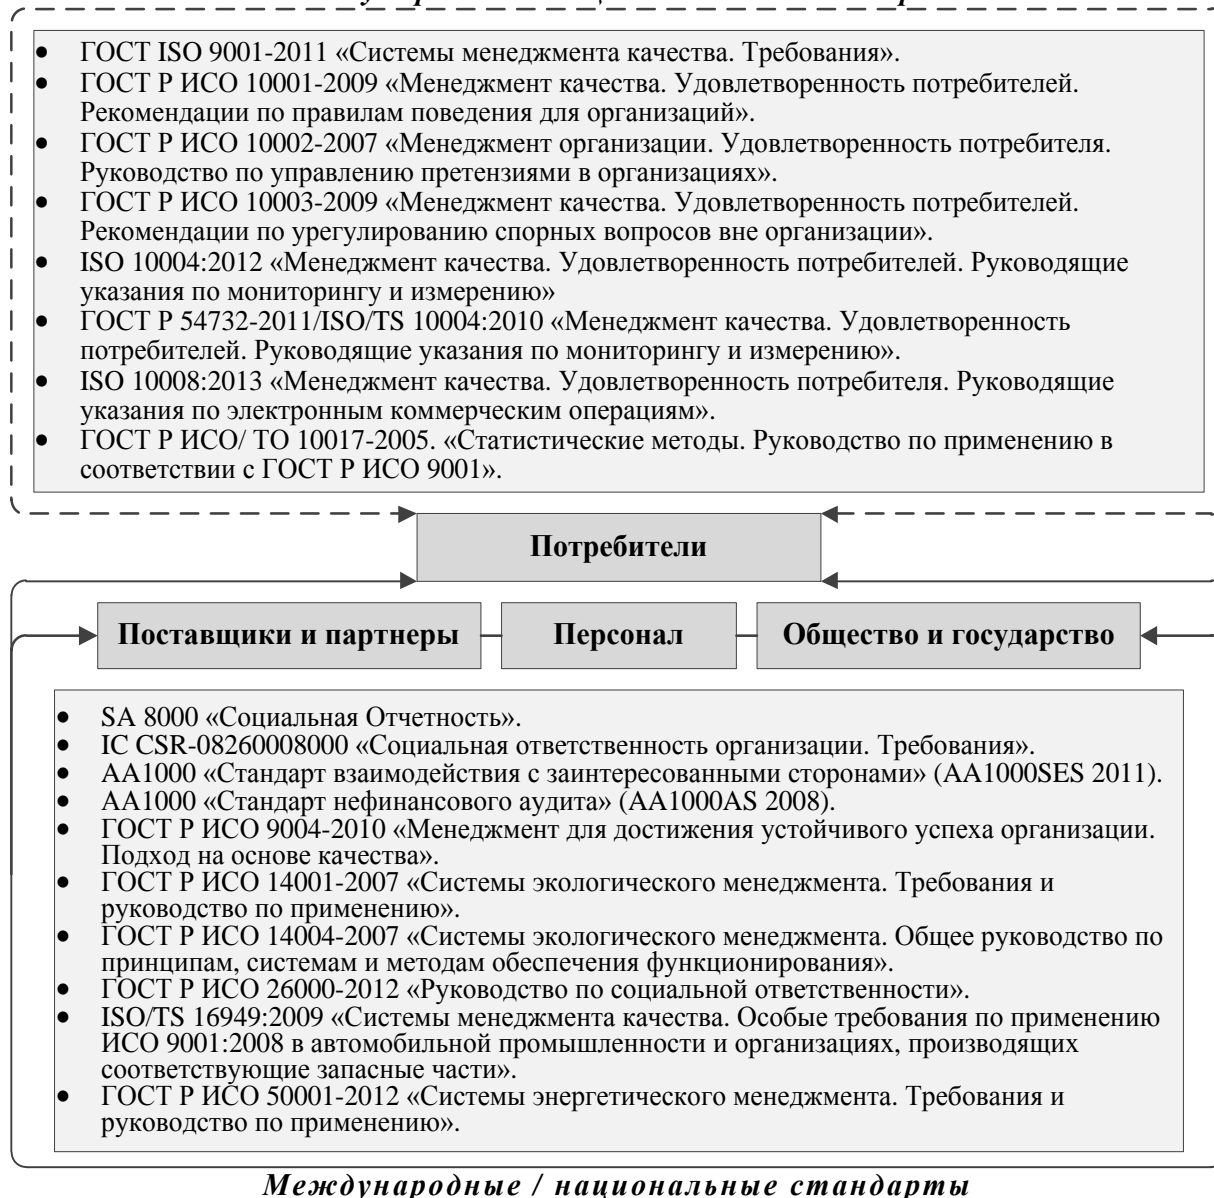 • ГОСТ ISO 9001-2011 «Системы менеджмента качества. Требования».
• ГОСТ Р ИСО 10001-2009 «Менеджмент качества. Удовлетворенность потребителей.
Рекомендации по правилам поведения для организаций».
• ГОСТ Р ИСО 10002-2007 «Менеджмент организации. Удовлетворенность потребителя.
Руководство по управлению претензиями в организациях».
• ГОСТ Р ИСО 10003-2009 «Менеджмент качества. Удовлетворенность потребителей.
Рекомендации по урегулированию спорных вопросов вне организации».
• ISO 10004:2012 «Менеджмент качества. Удовлетворенность потребителей. Руководящие
указания по мониторингу и измерению»
• ГОСТ Р 54732-2011/ISO/TS 10004:2010 «Менеджмент качества. Удовлетворенность
потребителей. Руководящие указания по мониторингу и измерению».
• ISO 10008:2013 «Менеджмент качества. Удовлетворенность потребителя. Руководящие
указания по электронным коммерческим операциям».
• ГОСТ Р ИСО/ ТО 10017-2005. «Статистические методы. Руководство по применению в
соответствии с ГОСТ Р ИСО 9001».
Потребители
Поставщики и партнеры
Персонал
Общество и государство
• SA 8000 «Социальная Отчетность».
• IC CSR-08260008000 «Социальная ответственность организации. Требования».
• AA1000 «Стандарт взаимодействия с заинтересованными сторонами» (AA1000SES 2011).
• AA1000 «Стандарт нефинансового аудита» (AA1000AS 2008).
• ГОСТ Р ИСО 9004-2010 «Менеджмент для достижения устойчивого успеха организации.
Подход на основе качества».
• ГОСТ Р ИСО 14001-2007 «Системы экологического менеджмента. Требования и
руководство по применению».
• ГОСТ Р ИСО 14004-2007 «Системы экологического менеджмента. Общее руководство по
принципам, системам и методам обеспечения функционирования».
• ГОСТ Р ИСО 26000-2012 «Руководство по социальной ответственности».
• ISO/TS 16949:2009 «Системы менеджмента качества. Особые требования по применению
ИСО 9001:2008 в автомобильной промышленности и организациях, производящих
соответствующие запасные части».
• ГОСТ Р ИСО 50001-2012 «Системы энергетического менеджмента. Требования и
руководство по применению».
Международные / национальные стандарты